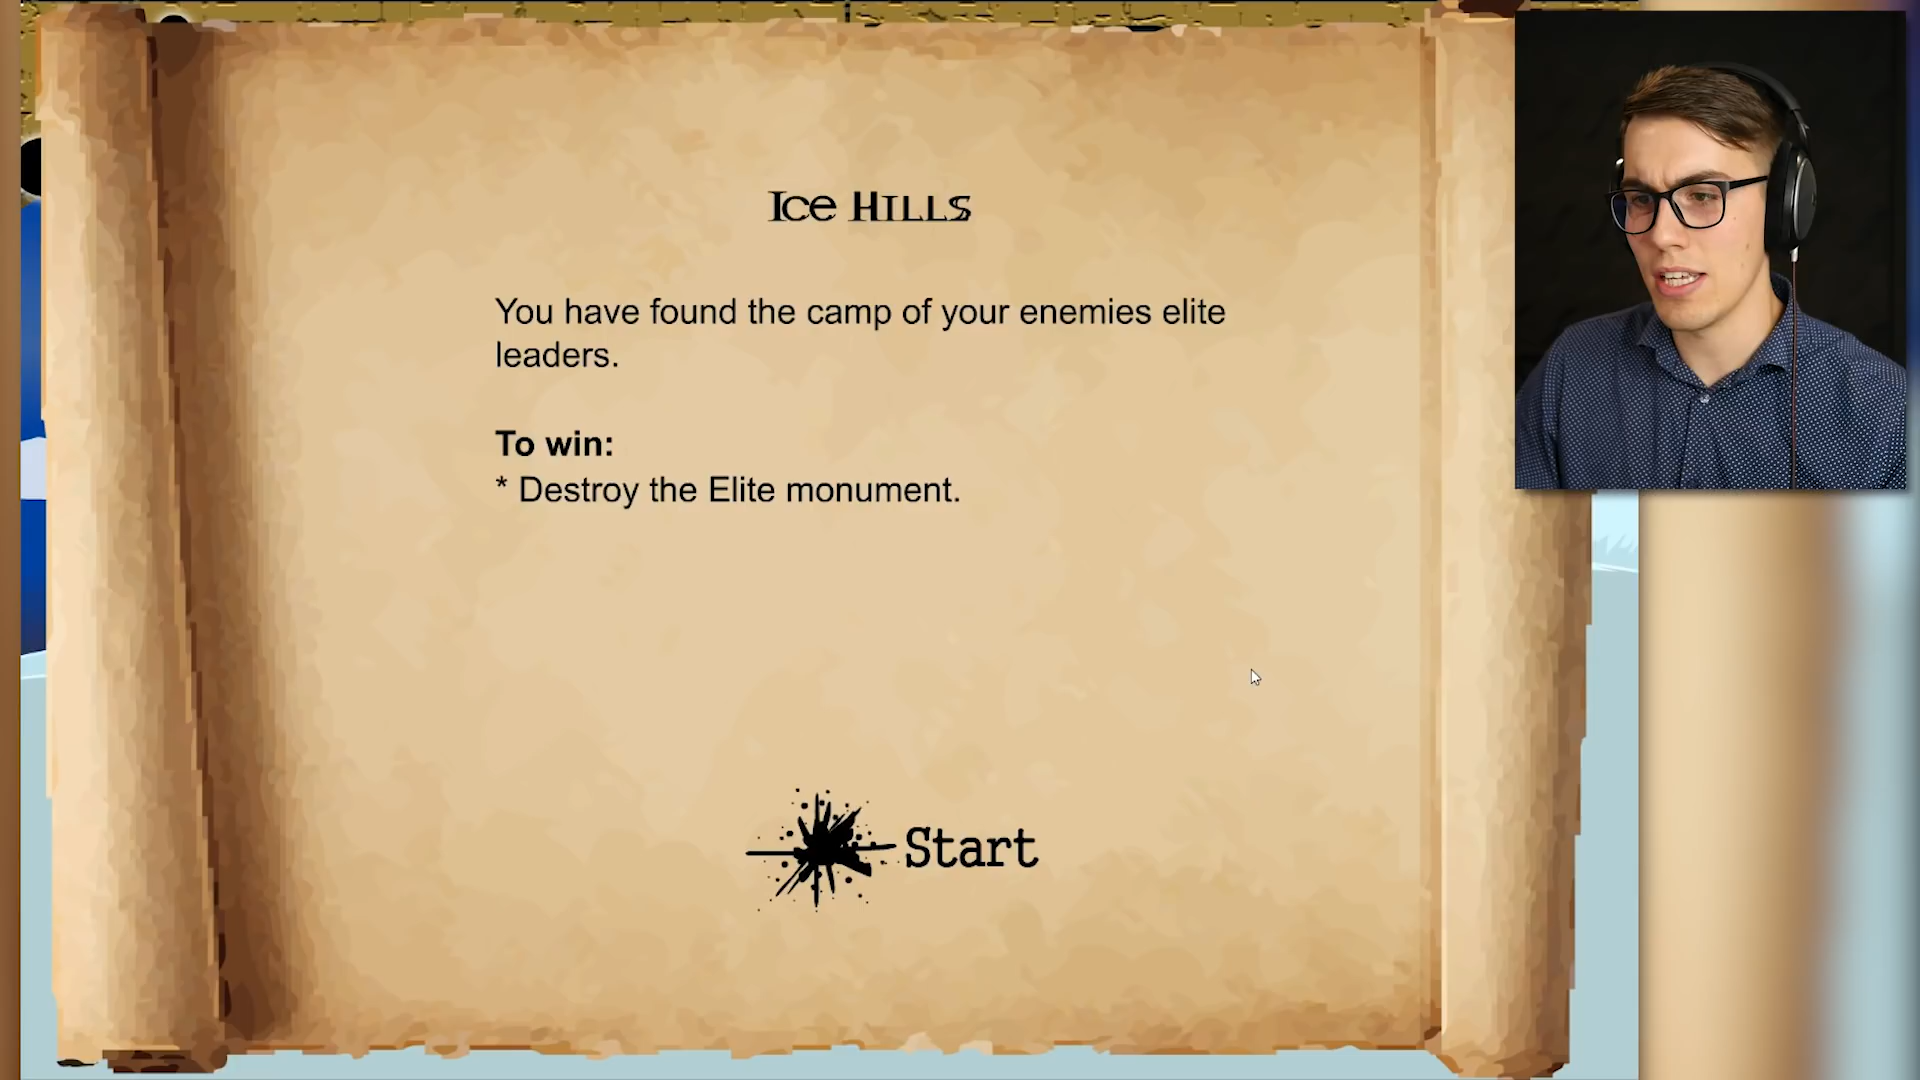 Ice Hills
You have found the camp of your enemies elite
leaders.
To win:
* Destroy the Elite monument.
Start